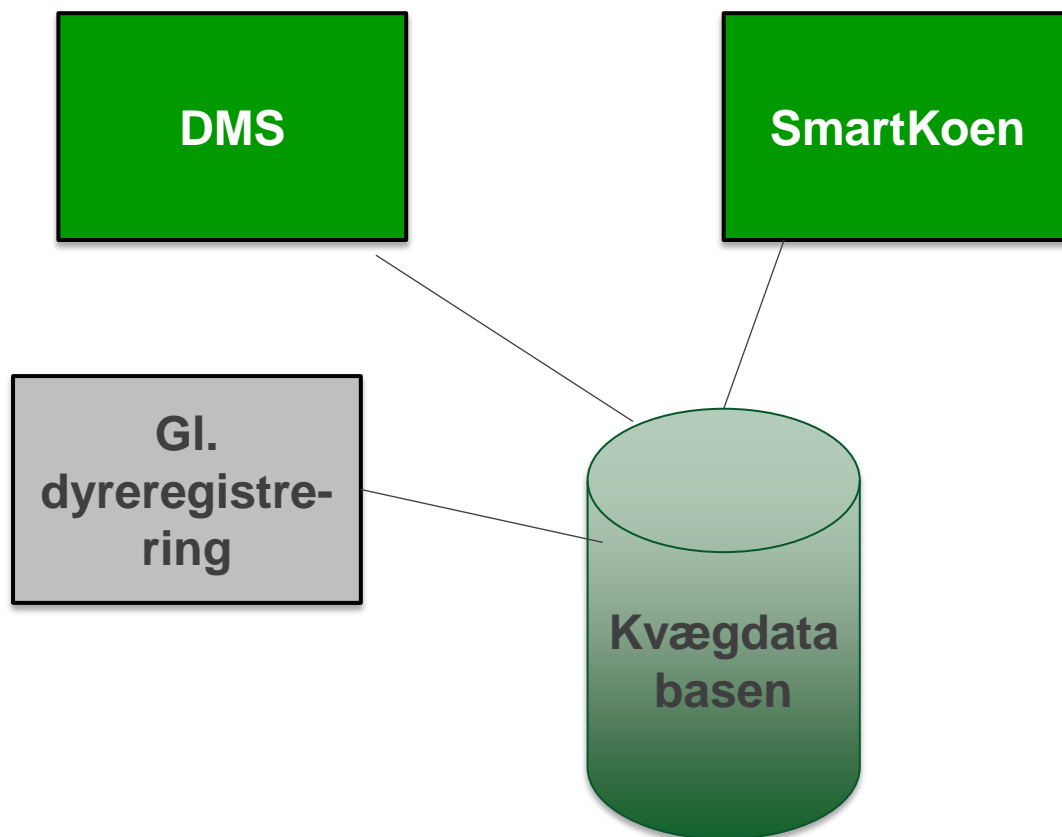 DMS
SmartKoen
Gl.
dyreregistre-
ring
Kvægdata
basen